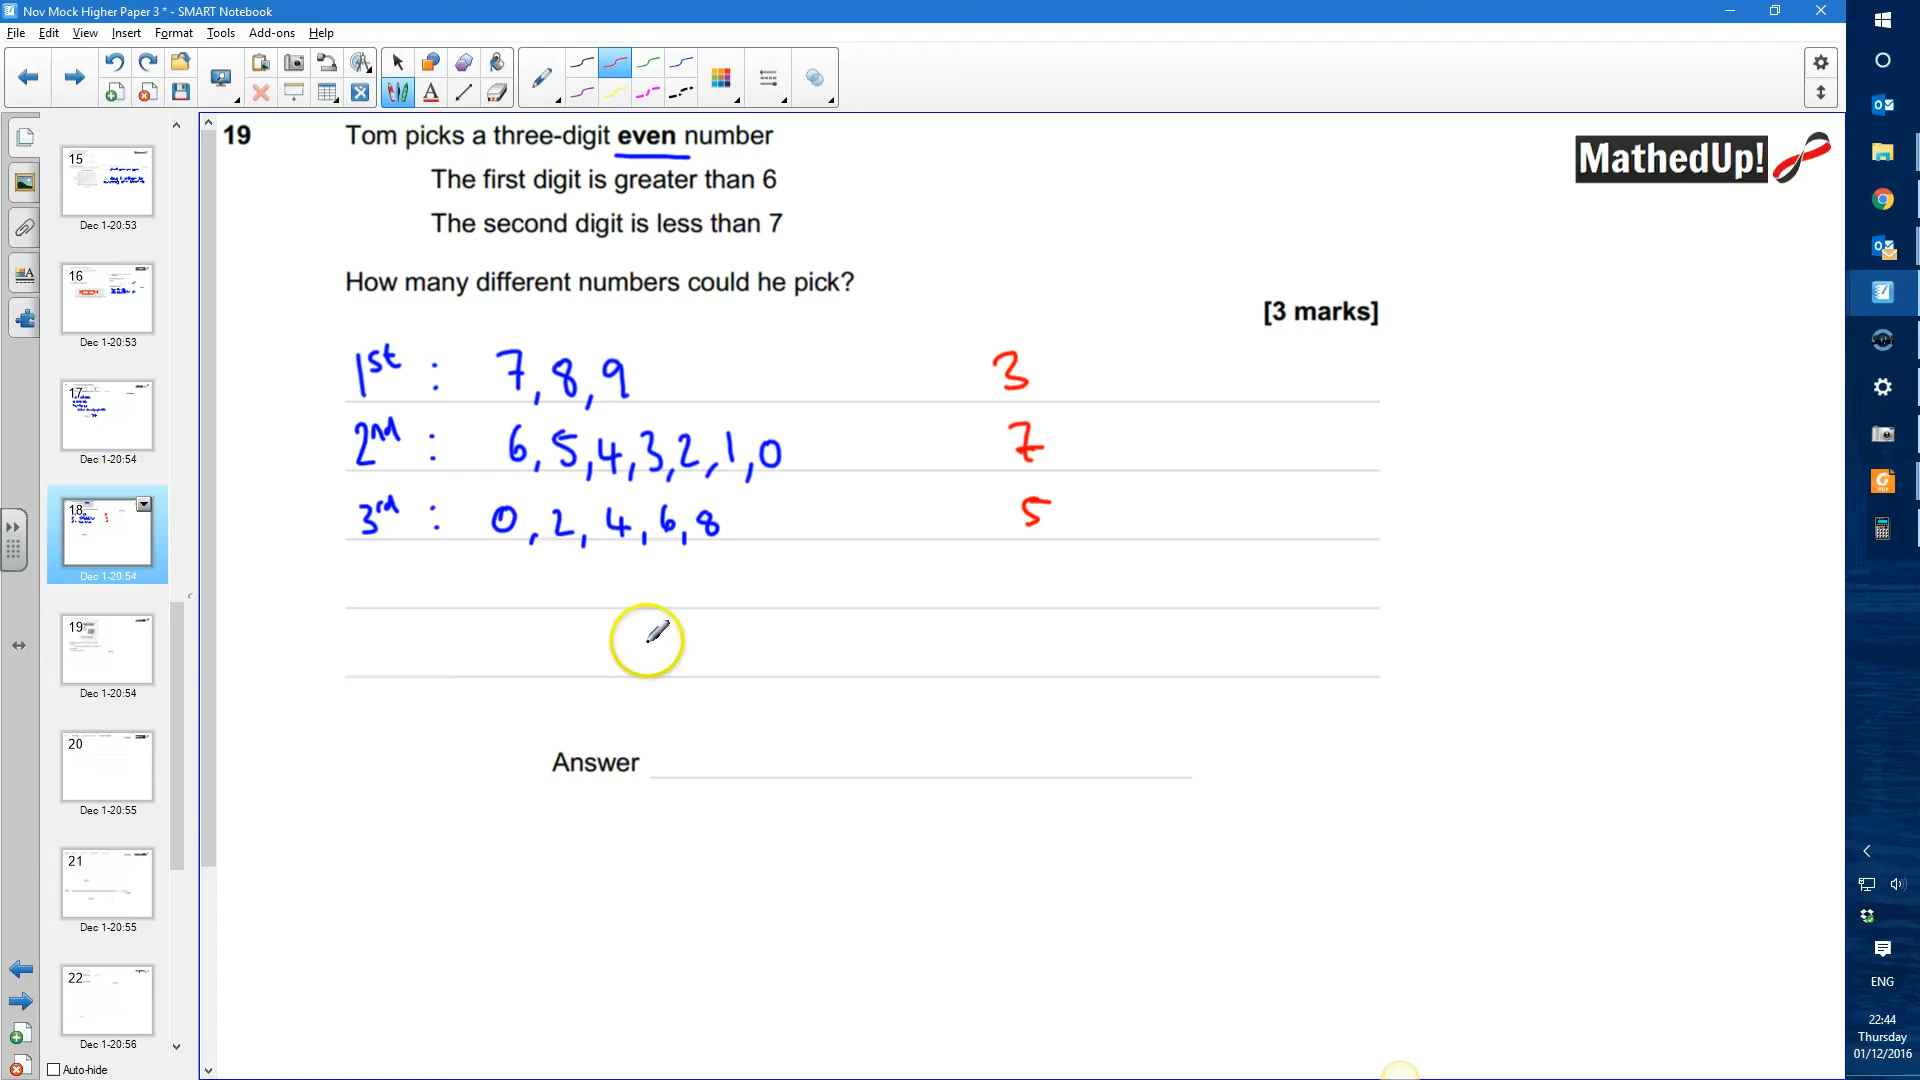 Nov Mock Higher Paper 3 * - SMART Notebook
File Edit View Insert Format Tools Add-ons Help
19 Tom picks a three-digit even number
The first digit is greater than 6
The second digit is less than 7
How many different numbers could he pick?
[3 marks]
MathedUp!
1st : 7, 8, 9 3
2nd : 6, 5, 4, 3, 2, 1, 0 7
3rd : 0, 2, 4, 6, 8 5
Answer
15
Dec 1-20:53
16
Dec 1-20:53
17
Dec 1-20:54
18
Dec 1-20:54
19
Dec 1-20:54
20
Dec 1-20:55
21
Dec 1-20:55
22
Dec 1-20:56
Auto-hide
ENG
22:44
Thursday
01/12/2016